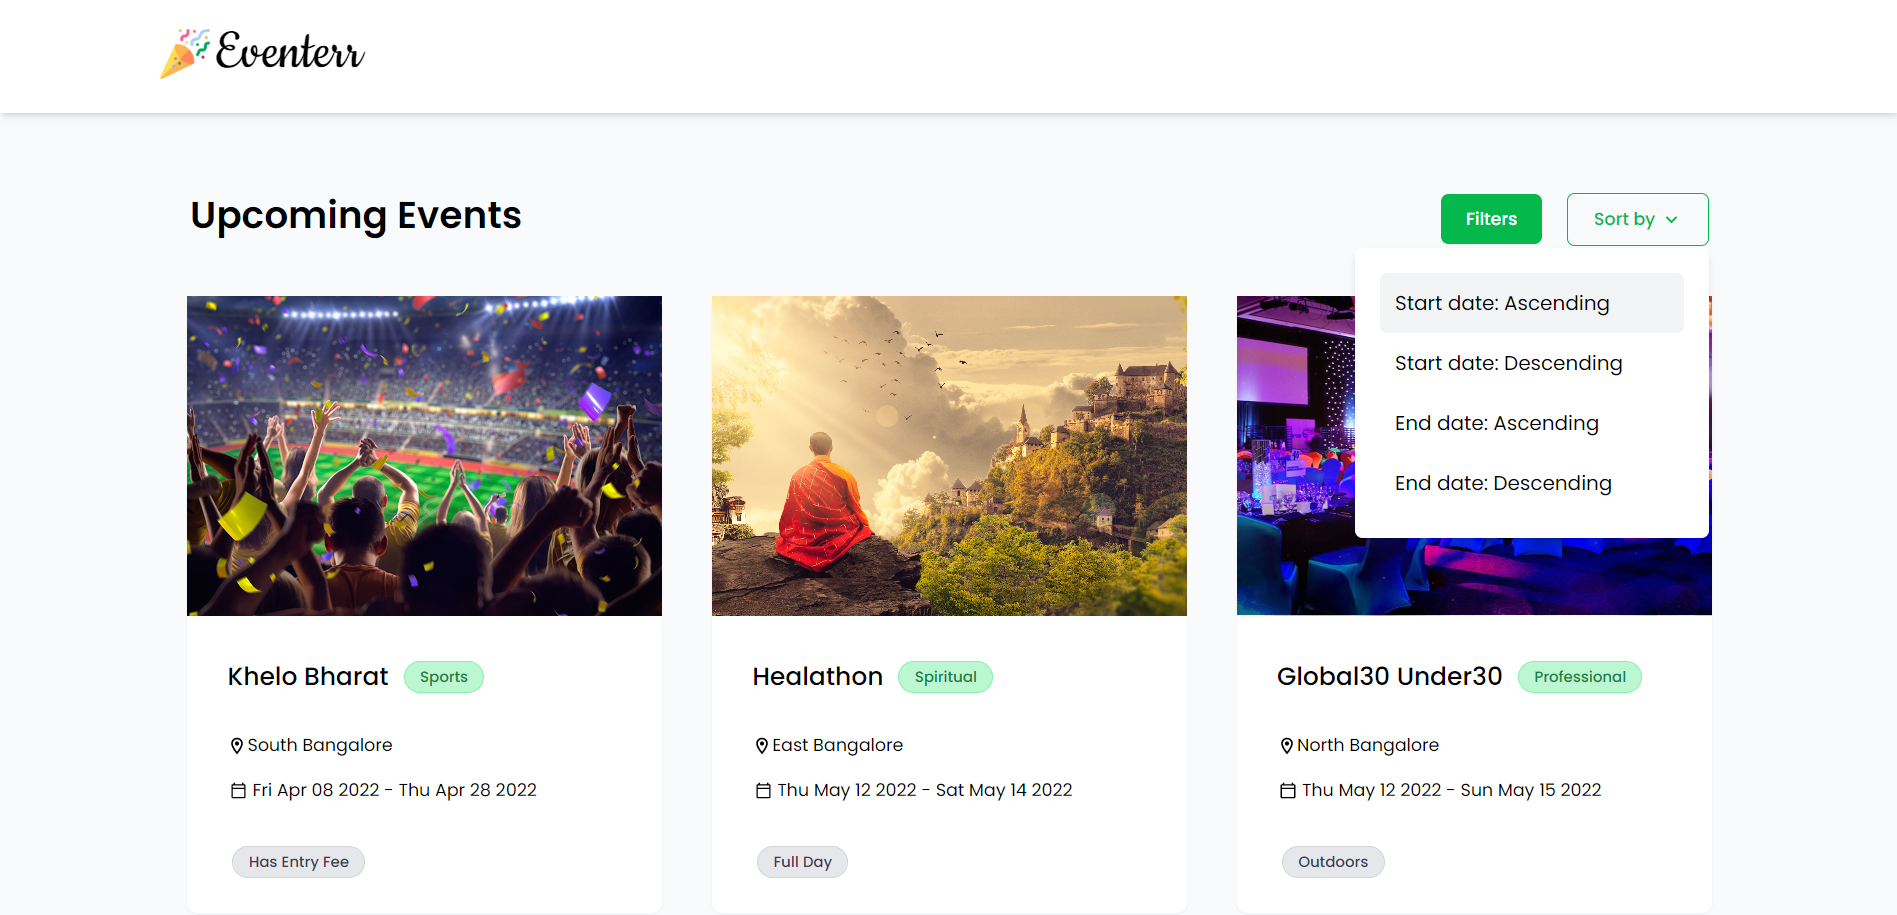 Eventerr
Upcoming Events
Filters
Sort by
Start date: Ascending
Start date: Descending
End date: Ascending
End date: Descending
Khelo Bharat
Sports
South Bangalore
Fri Apr 08 2022 - Thu Apr 28 2022
Has Entry Fee
Healathon
Spiritual
East Bangalore
Thu May 12 2022 - Sat May 14 2022
Full Day
Global30 Under30
Professional
North Bangalore
Thu May 12 2022 - Sun May 15 2022
Outdoors